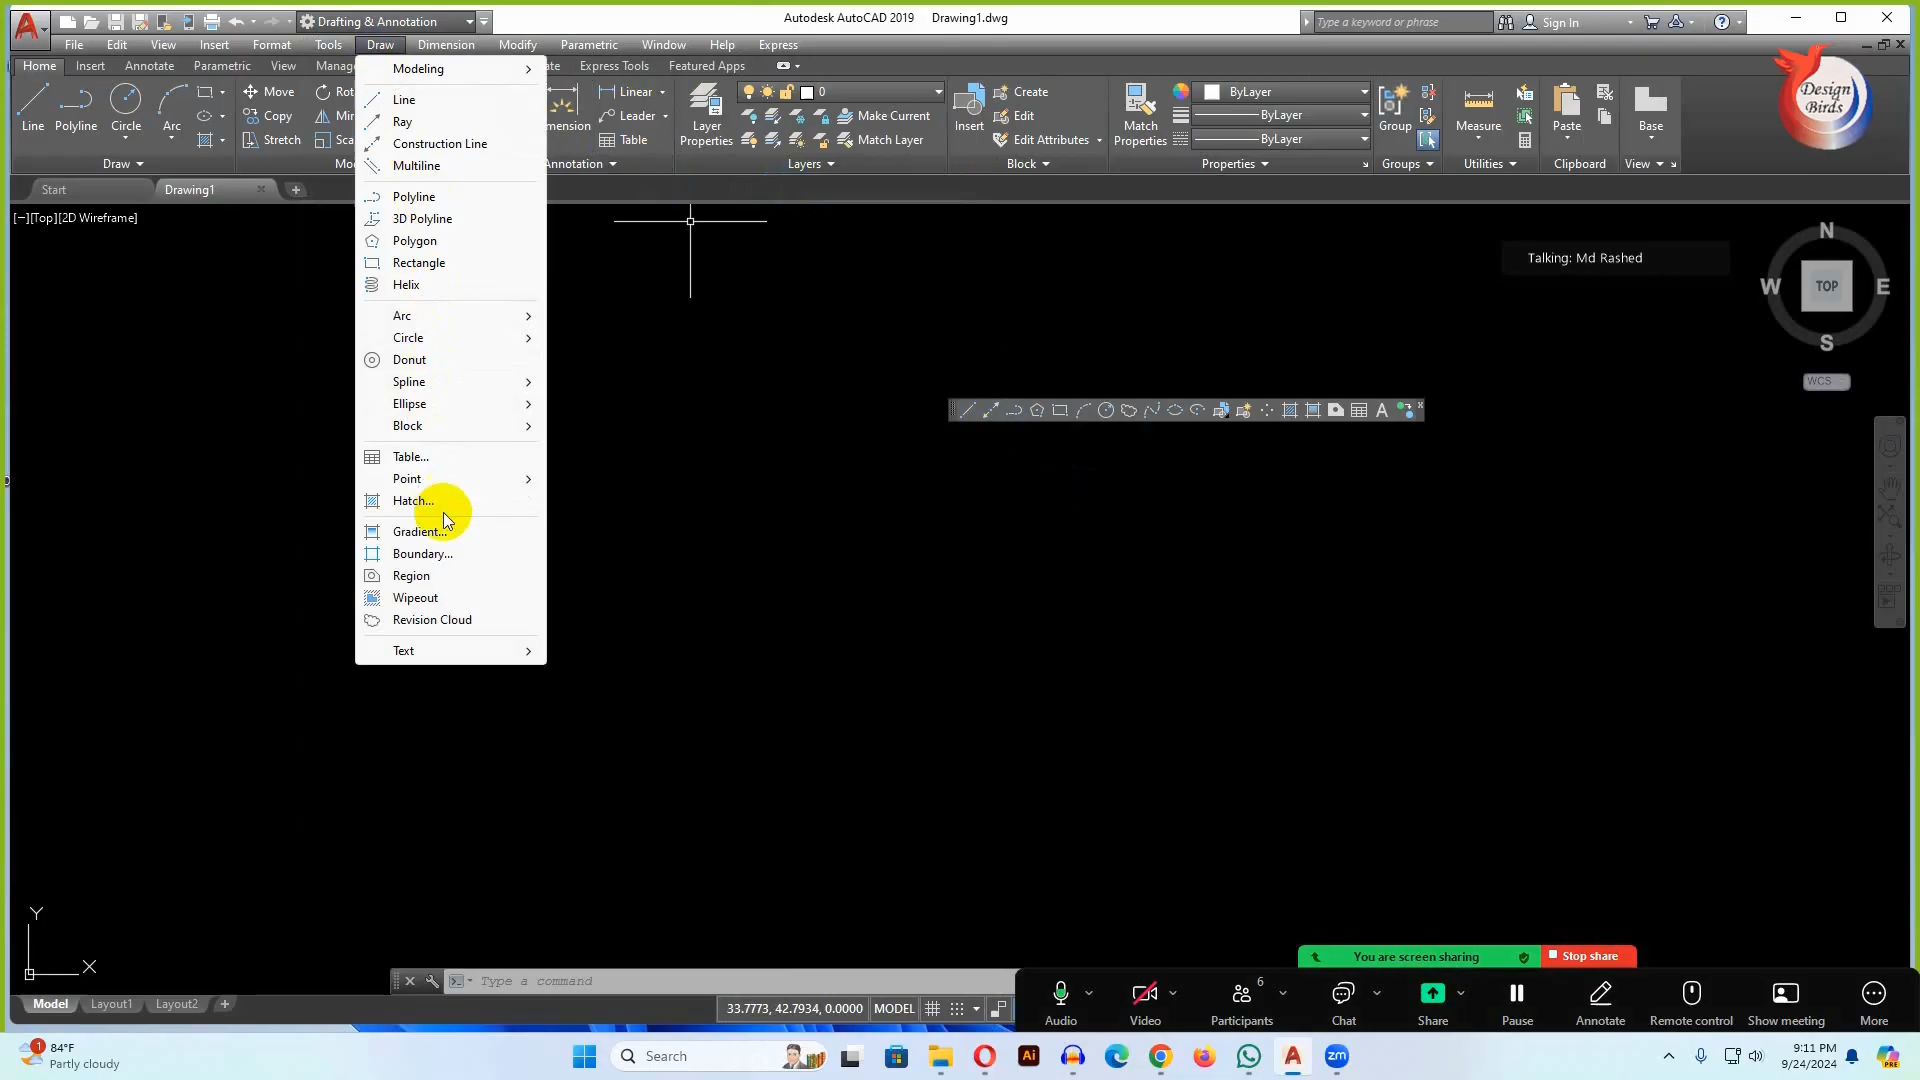 Drafting & Annotation
Autodesk AutoCAD 2019 Drawing1.dwg
Type a keyword or phrase
Sign In
File Edit View Insert Format Tools Draw Dimension Modify Parametric Window Help Express
Home Insert Annotate Parametric View Express Tools Featured Apps
Design Birds
Line Polyline Circle Arc
Move
Copy
Stretch
Draw
Linear
Leader
Table
Layer Properties
0
Make Current
Match Layer
Layers
Insert
Create
Edit
Edit Attributes
Block
Match Properties
ByLayer
ByLayer
ByLayer
Properties
Group
Groups
Measure
Utilities
Paste
Clipboard
Base
View
Start Drawing1
[−][Top][2D Wireframe]
Modeling
Line
Ray
Construction Line
Multiline
Polyline
3D Polyline
Polygon
Rectangle
Helix
Arc
Circle
Donut
Spline
Ellipse
Block
Table...
Point
Hatch...
Gradient...
Boundary...
Region
Wipeout
Revision Cloud
Text
Talking: Md Rashed
N
W TOP E
S
WCS
Y
X
Type a command
Model Layout1 Layout2
33.7773, 42.7934, 0.0000 MODEL
You are screen sharing Stop share
6
Audio Video Participants Chat Share Pause Annotate Remote control Show meeting More
1
84°F
Partly cloudy
Search
Ai
zm
9:11 PM
9/24/2024
PRE